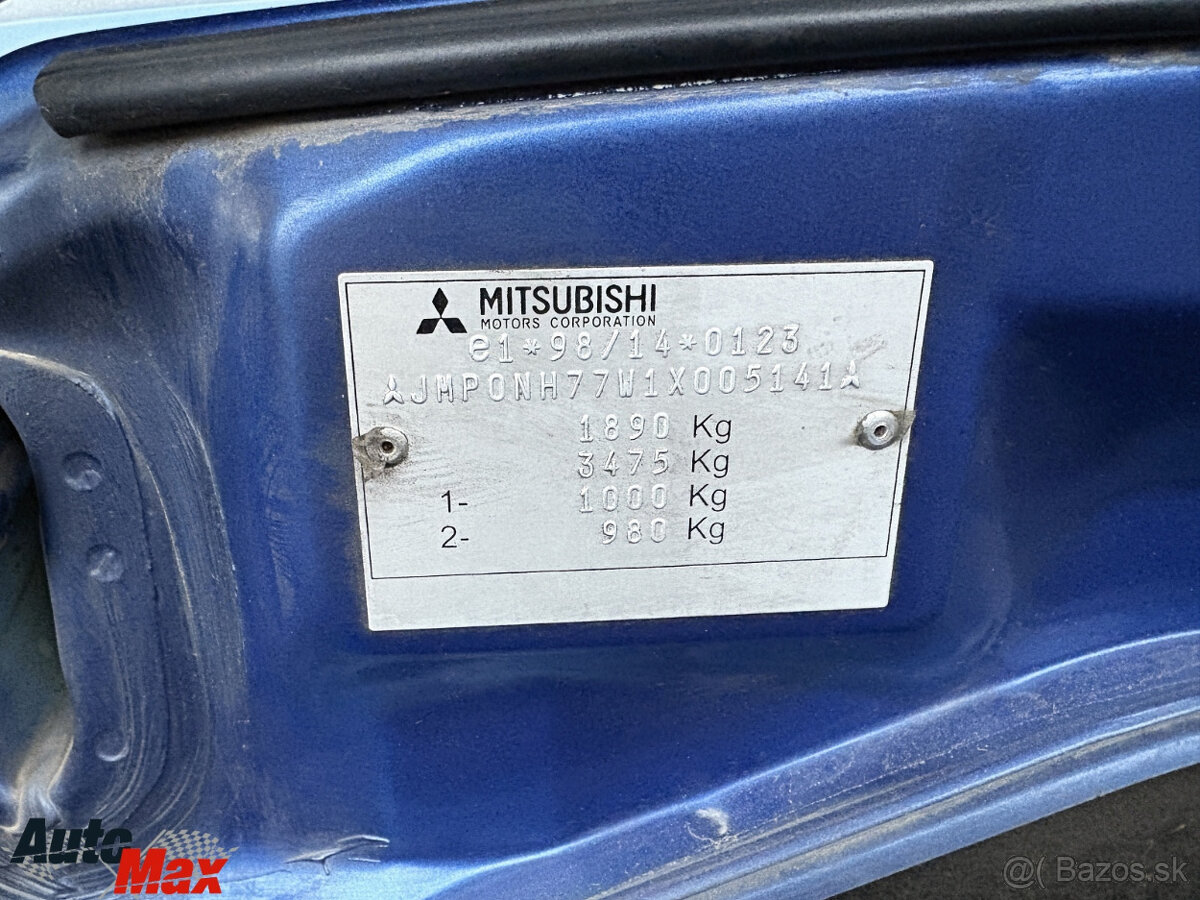 MITSUBISHI
MOTORS CORPORATION
e1*98/14*0123
JMP0NH77W1X005141
1890 Kg
3475 Kg
1- 1000 Kg
2- 980 Kg
AutoMax
@( Bazos.sk